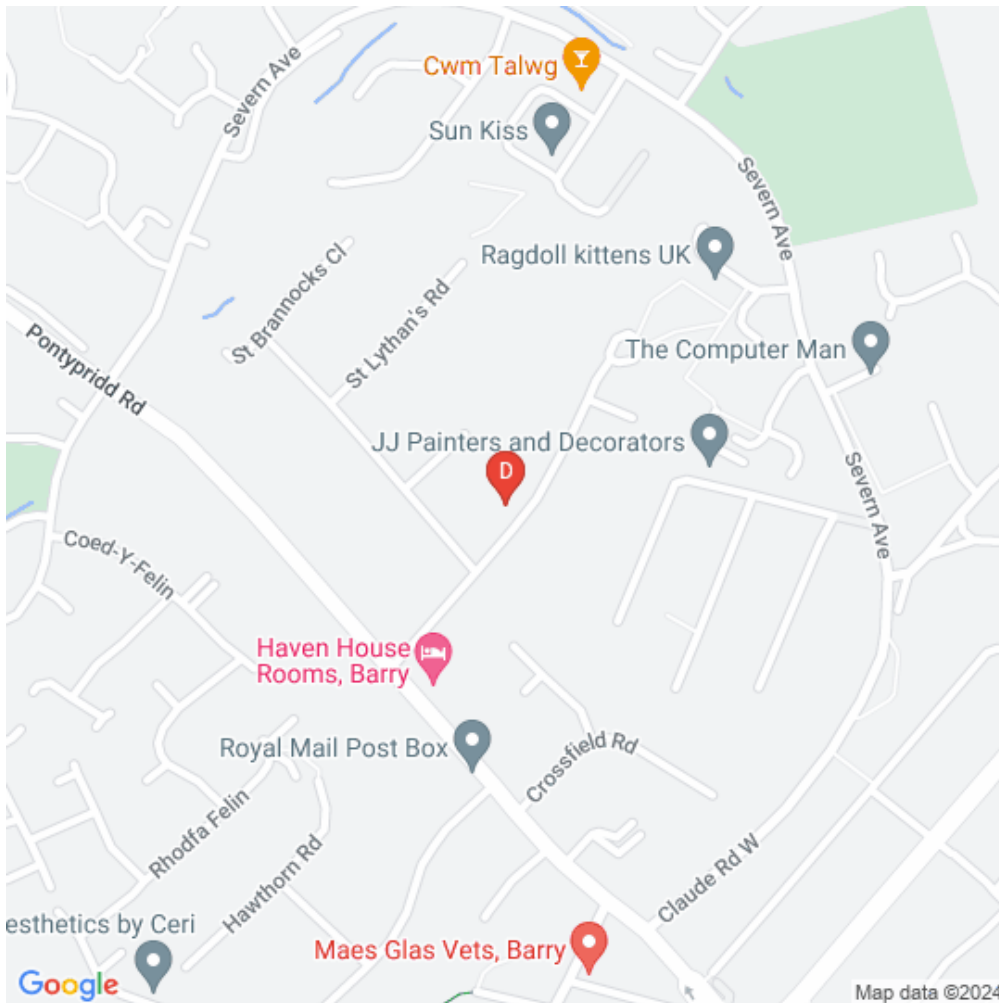 Cwm Talwg
Severn Ave
Sun Kiss
Severn Ave
Ragdoll kittens UK
St Brannocks Cl
St Lythan's Rd
Pontypridd Rd
The Computer Man
JJ Painters and Decorators
D
Severn Ave
Coed-Y-Felin
Haven House
Rooms, Barry
Royal Mail Post Box
Crossfield Rd
Rhodfa Felin
Hawthorn Rd
Claude Rd W
esthetics by Ceri
Maes Glas Vets, Barry
Google
Map data ©2024